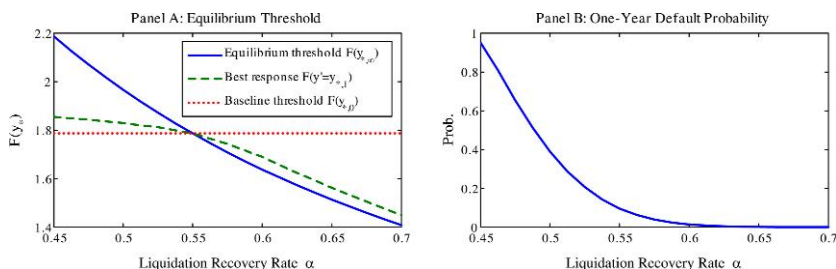 Panel A: Equilibrium Threshold
2.2
2
1.8
1.6
1.4
F(y*)
Equilibrium threshold F(y*,∞)
Best response F(y'=y*,1)
Baseline threshold F(y*,0)
0.45 0.5 0.55 0.6 0.65 0.7
Liquidation Recovery Rate α
Panel B: One-Year Default Probability
1
0.8
0.6
0.4
0.2
0
Prob.
0.45 0.5 0.55 0.6 0.65 0.7
Liquidation Recovery Rate α